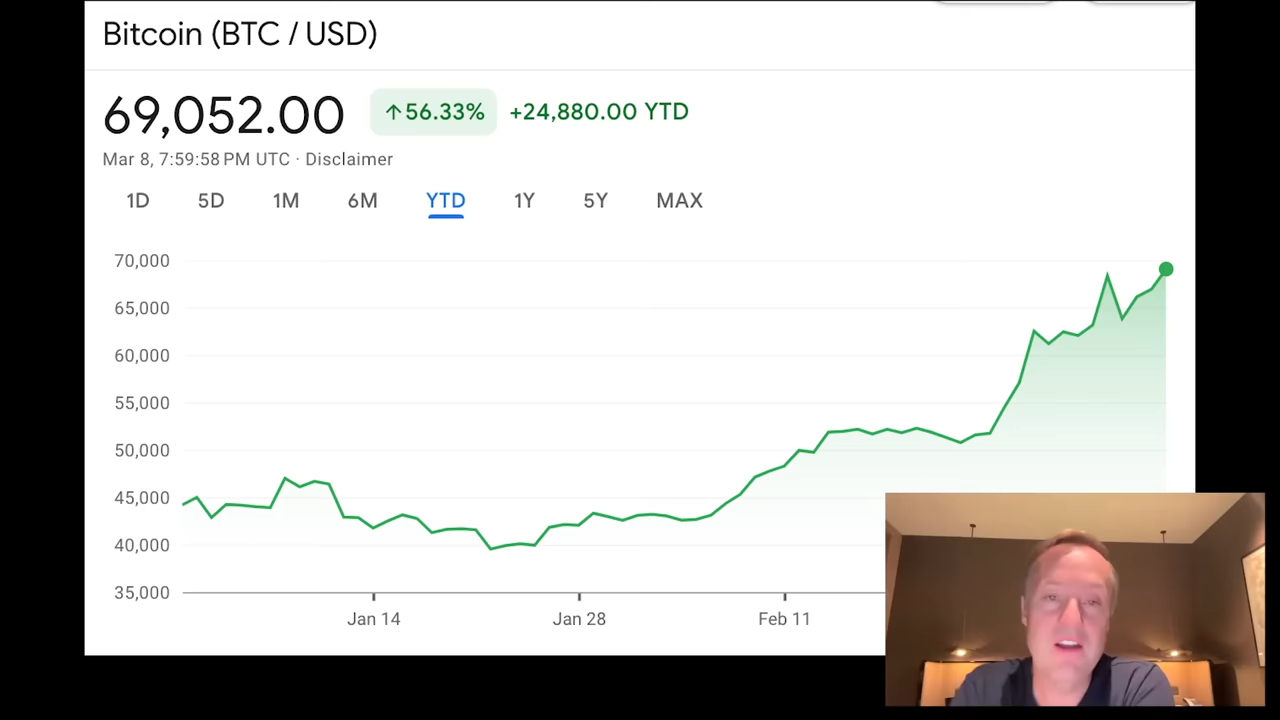 Bitcoin (BTC / USD)
69,052.00 ↑56.33% +24,880.00 YTD
Mar 8, 7:59:58 PM UTC · Disclaimer
1D 5D 1M 6M YTD 1Y 5Y MAX
70,000
65,000
60,000
55,000
50,000
45,000
40,000
35,000
Jan 14 Jan 28 Feb 11